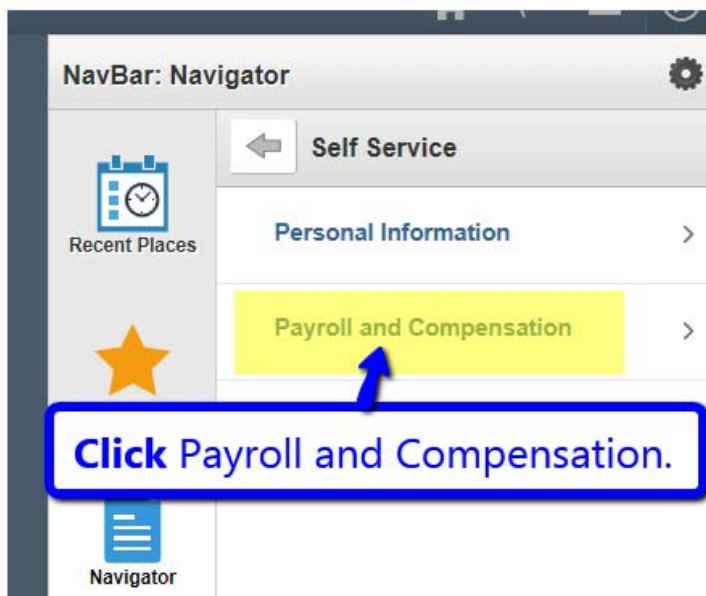 NavBar: Navigator
Self Service
Recent Places
Personal Information
Payroll and Compensation
Click Payroll and Compensation.
Navigator